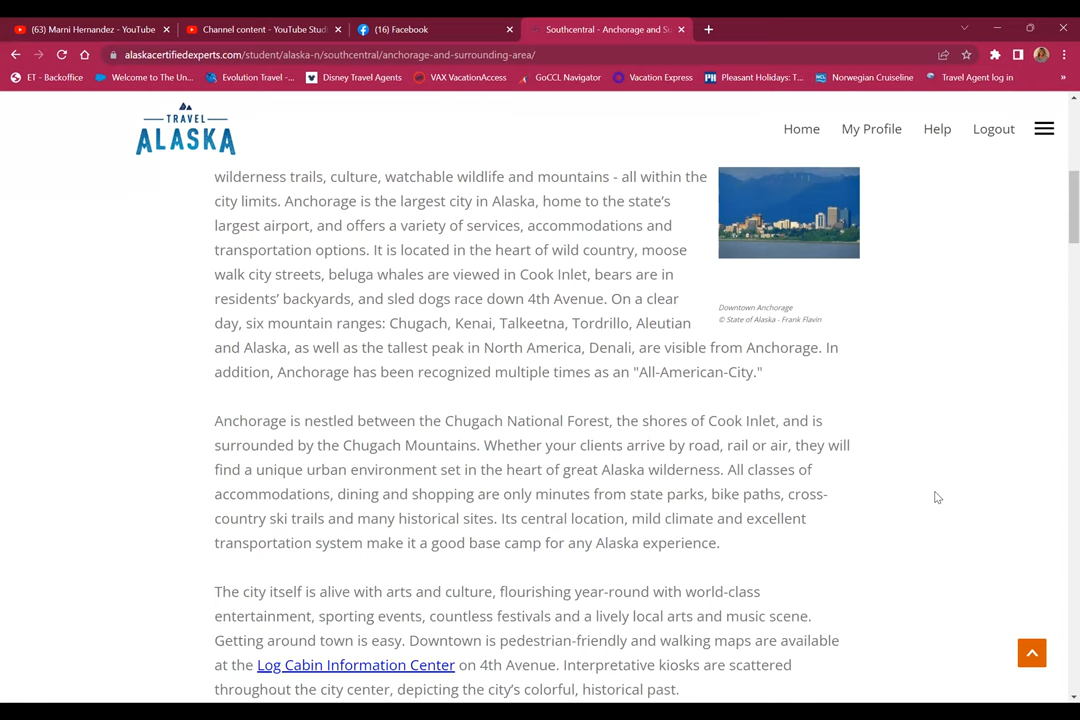 (63) Marni Hernandez - YouTube
Channel content - YouTube Studi
(16) Facebook
Southcentral - Anchorage and Su
alaskacertifiedexperts.com/student/alaska-n/southcentral/anchorage-and-surrounding-area/
ET - Backoffice
Welcome to The Un...
Evolution Travel -...
Disney Travel Agents
VAX VacationAccess
GoCCL Navigator
Vacation Express
Pleasant Holidays: T...
Norwegian Cruiseline
Travel Agent log in
TRAVEL
ALASKA
Home
My Profile
Help
Logout
wilderness trails, culture, watchable wildlife and mountains - all within the
city limits. Anchorage is the largest city in Alaska, home to the state's
largest airport, and offers a variety of services, accommodations and
transportation options. It is located in the heart of wild country, moose
walk city streets, beluga whales are viewed in Cook Inlet, bears are in
residents' backyards, and sled dogs race down 4th Avenue. On a clear
day, six mountain ranges: Chugach, Kenai, Talkeetna, Tordrillo, Aleutian
and Alaska, as well as the tallest peak in North America, Denali, are visible from Anchorage. In
addition, Anchorage has been recognized multiple times as an "All-American-City."
Downtown Anchorage
© State of Alaska - Frank Flavin
Anchorage is nestled between the Chugach National Forest, the shores of Cook Inlet, and is
surrounded by the Chugach Mountains. Whether your clients arrive by road, rail or air, they will
find a unique urban environment set in the heart of great Alaska wilderness. All classes of
accommodations, dining and shopping are only minutes from state parks, bike paths, cross-
country ski trails and many historical sites. Its central location, mild climate and excellent
transportation system make it a good base camp for any Alaska experience.
The city itself is alive with arts and culture, flourishing year-round with world-class
entertainment, sporting events, countless festivals and a lively local arts and music scene.
Getting around town is easy. Downtown is pedestrian-friendly and walking maps are available
at the Log Cabin Information Center on 4th Avenue. Interpretative kiosks are scattered
throughout the city center, depicting the city's colorful, historical past.